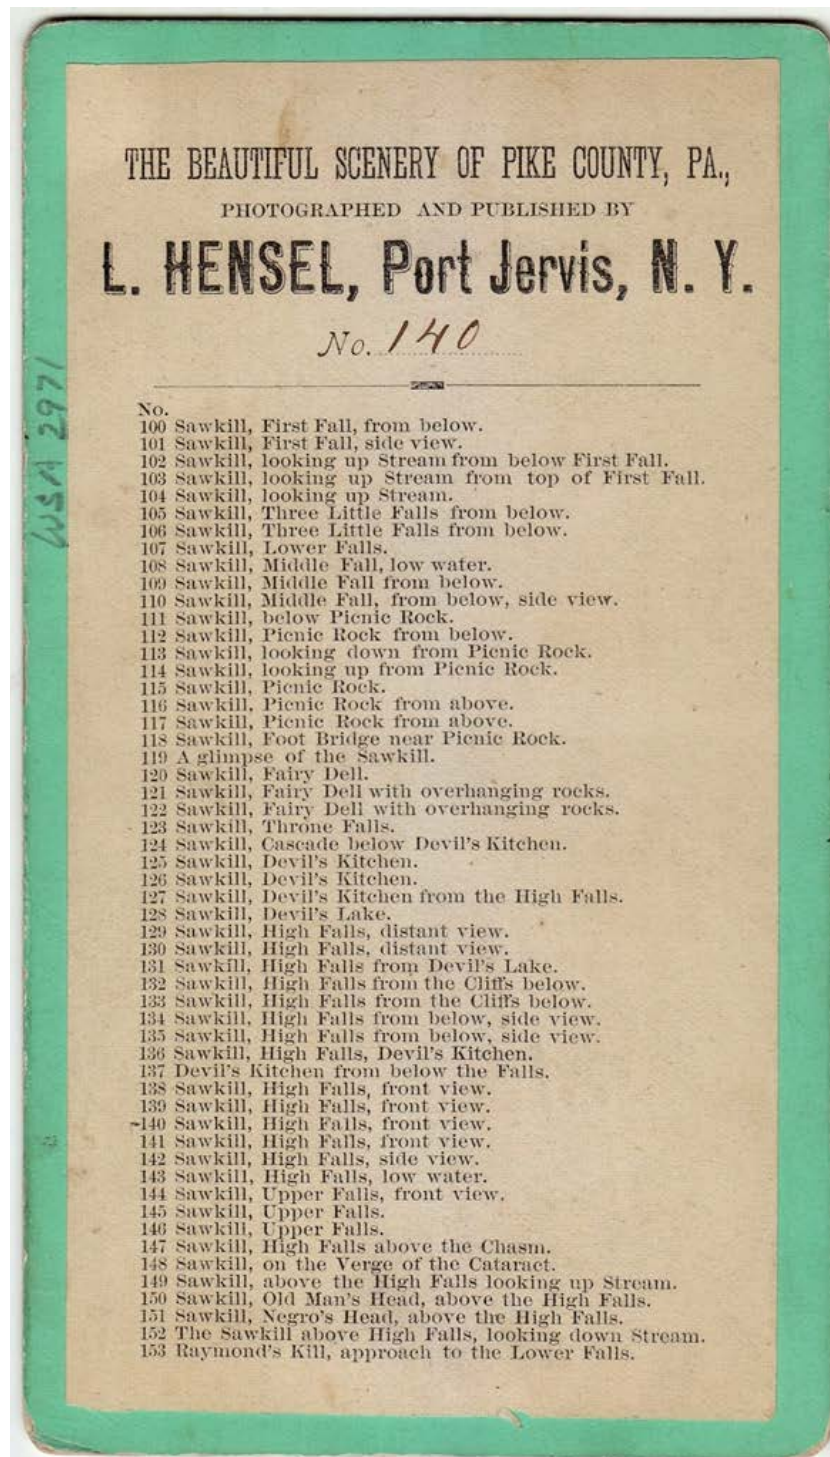 THE BEAUTIFUL SCENERY OF PIKE COUNTY, PA.,
PHOTOGRAPHED AND PUBLISHED BY
L. HENSEL, Port Jervis, N. Y.
No. 140
WSA 2971
No.
100 Sawkill, First Fall, from below.
101 Sawkill, First Fall, side view.
102 Sawkill, looking up Stream from below First Fall.
103 Sawkill, looking up Stream from top of First Fall.
104 Sawkill, looking up Stream.
105 Sawkill, Three Little Falls from below.
106 Sawkill, Three Little Falls from below.
107 Sawkill, Lower Falls.
108 Sawkill, Middle Fall, low water.
109 Sawkill, Middle Fall from below.
110 Sawkill, Middle Fall, from below, side view.
111 Sawkill, below Picnic Rock.
112 Sawkill, Picnic Rock from below.
113 Sawkill, looking down from Picnic Rock.
114 Sawkill, looking up from Picnic Rock.
115 Sawkill, Picnic Rock.
116 Sawkill, Picnic Rock from above.
117 Sawkill, Picnic Rock from above.
118 Sawkill, Foot Bridge near Picnic Rock.
119 A glimpse of the Sawkill.
120 Sawkill, Fairy Dell.
121 Sawkill, Fairy Dell with overhanging rocks.
122 Sawkill, Fairy Dell with overhanging rocks.
123 Sawkill, Throne Falls.
124 Sawkill, Cascade below Devil's Kitchen.
125 Sawkill, Devil's Kitchen.
126 Sawkill, Devil's Kitchen.
127 Sawkill, Devil's Kitchen from the High Falls.
128 Sawkill, Devil's Lake.
129 Sawkill, High Falls, distant view.
130 Sawkill, High Falls, distant view.
131 Sawkill, High Falls from Devil's Lake.
132 Sawkill, High Falls from the Cliffs below.
133 Sawkill, High Falls from the Cliffs below.
134 Sawkill, High Falls from below, side view.
135 Sawkill, High Falls from below, side view.
136 Sawkill, High Falls, Devil's Kitchen.
137 Devil's Kitchen from below the Falls.
138 Sawkill, High Falls, front view.
139 Sawkill, High Falls, front view.
140 Sawkill, High Falls, front view.
141 Sawkill, High Falls, front view.
142 Sawkill, High Falls, side view.
143 Sawkill, High Falls, low water.
144 Sawkill, Upper Falls, front view.
145 Sawkill, Upper Falls.
146 Sawkill, Upper Falls.
147 Sawkill, High Falls above the Chasm.
148 Sawkill, on the Verge of the Cataract.
149 Sawkill, above the High Falls looking up Stream.
150 Sawkill, Old Man's Head, above the High Falls.
151 Sawkill, Negro's Head, above the High Falls.
152 The Sawkill above High Falls, looking down Stream.
153 Raymond's Kill, approach to the Lower Falls.